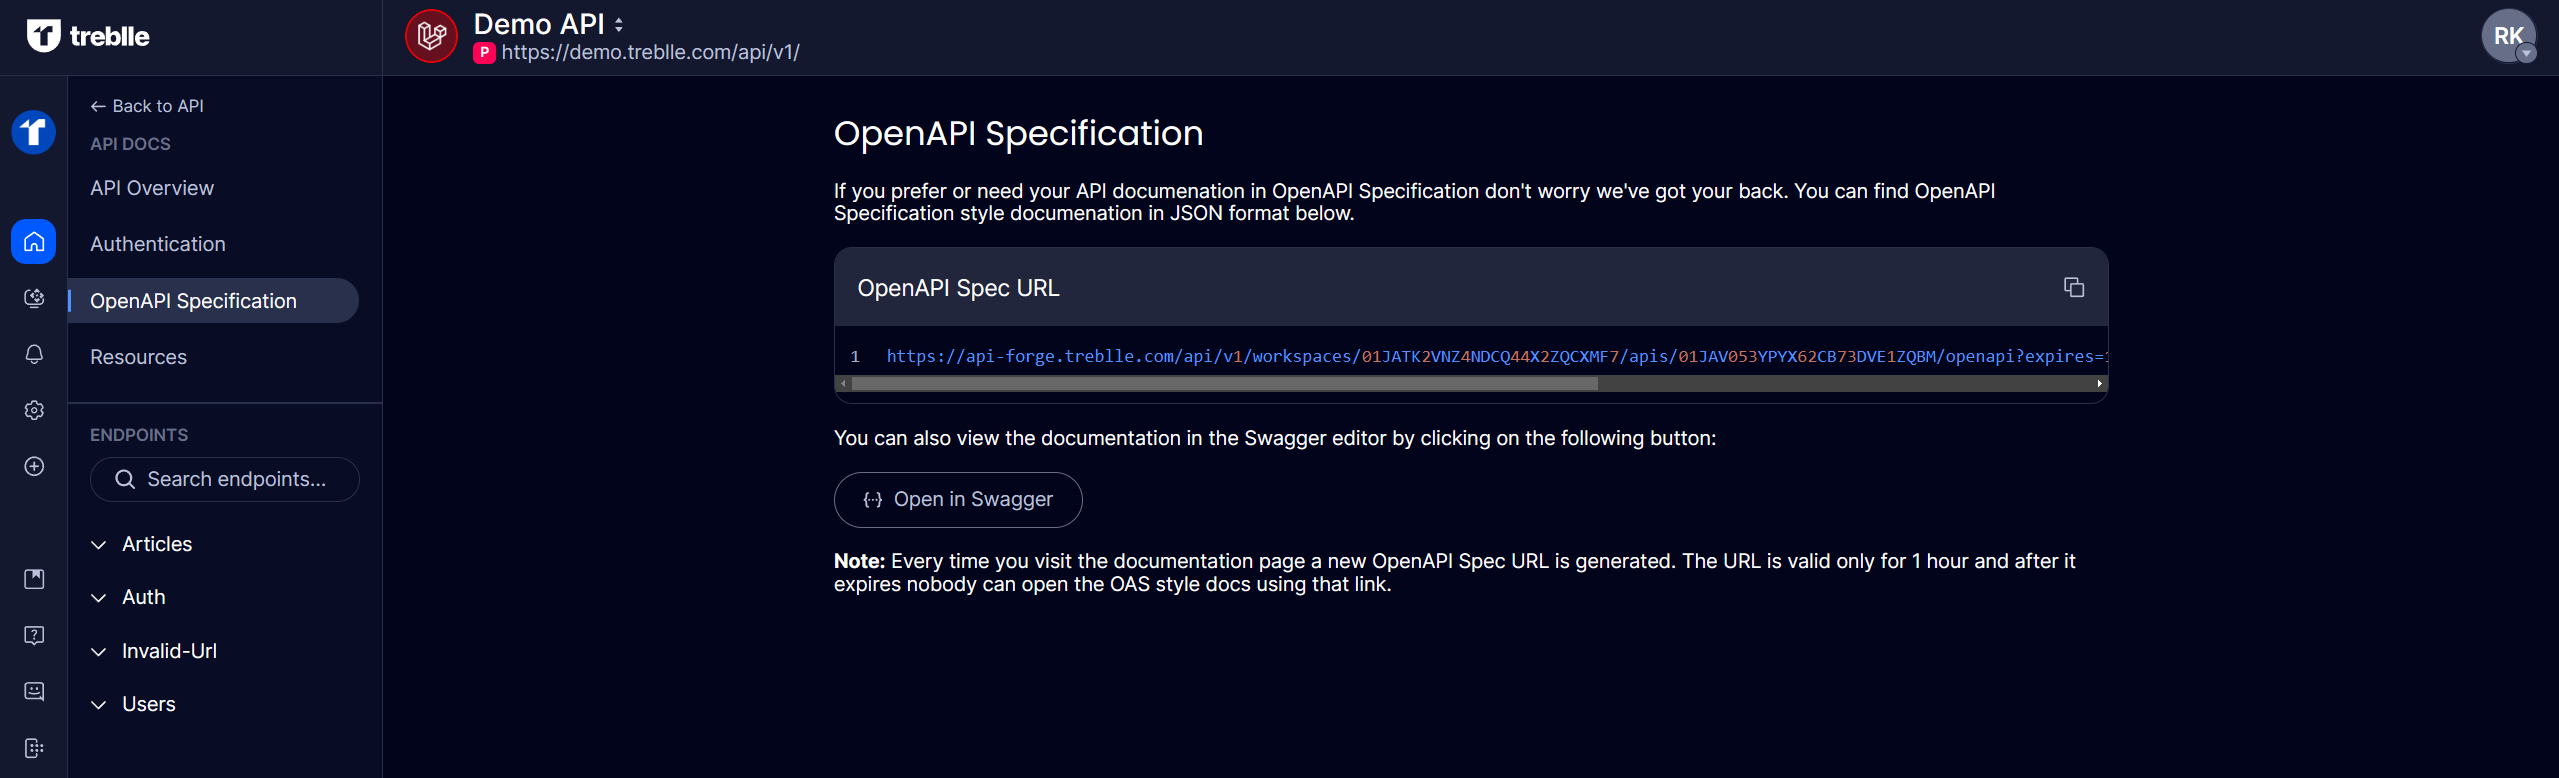 treblle
Demo API
P https://demo.treblle.com/api/v1/
RK
← Back to API
API DOCS
API Overview
Authentication
OpenAPI Specification
Resources
ENDPOINTS
Search endpoints...
Articles
Auth
Invalid-Url
Users
OpenAPI Specification
If you prefer or need your API documenation in OpenAPI Specification don't worry we've got your back. You can find OpenAPI
Specification style documenation in JSON format below.
OpenAPI Spec URL
1 https://api-forge.treblle.com/api/v1/workspaces/01JATK2VNZ4NDCQ44X2ZQCXMF7/apis/01JAV053YPYX62CB73DVE1ZQBM/openapi?expires=1
You can also view the documentation in the Swagger editor by clicking on the following button:
{··} Open in Swagger
Note: Every time you visit the documentation page a new OpenAPI Spec URL is generated. The URL is valid only for 1 hour and after it
expires nobody can open the OAS style docs using that link.